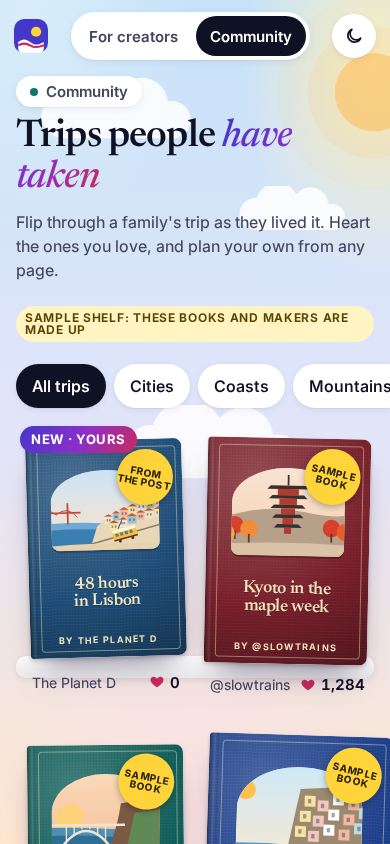 For creators
Community
Community
Trips people have
taken
Flip through a family's trip as they lived it. Heart
the ones you love, and plan your own from any
page.
SAMPLE SHELF: THESE BOOKS AND MAKERS ARE
MADE UP
All trips
Cities
Coasts
Mountains
NEW · YOURS
FROM
THE POST
48 hours
in Lisbon
BY THE PLANET D
SAMPLE
BOOK
Kyoto in the
maple week
BY @SLOWTRAINS
The Planet D
0
@slowtrains
1,284
SAMPLE
BOOK
SAMPLE
BOOK